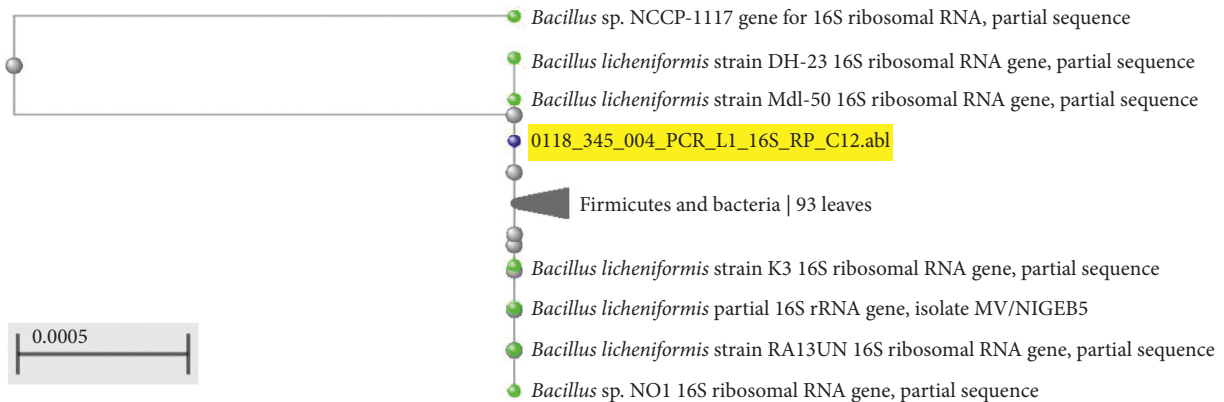 Bacillus sp. NCCP-1117 gene for 16S ribosomal RNA, partial sequence
Bacillus licheniformis strain DH-23 16S ribosomal RNA gene, partial sequence
Bacillus licheniformis strain Mdl-50 16S ribosomal RNA gene, partial sequence
0118_345_004_PCR_L1_16S_RP_C12.abl
Firmicutes and bacteria | 93 leaves
Bacillus licheniformis strain K3 16S ribosomal RNA gene, partial sequence
Bacillus licheniformis partial 16S rRNA gene, isolate MV/NIGEB5
0.0005
Bacillus licheniformis strain RA13UN 16S ribosomal RNA gene, partial sequence
Bacillus sp. NO1 16S ribosomal RNA gene, partial sequence